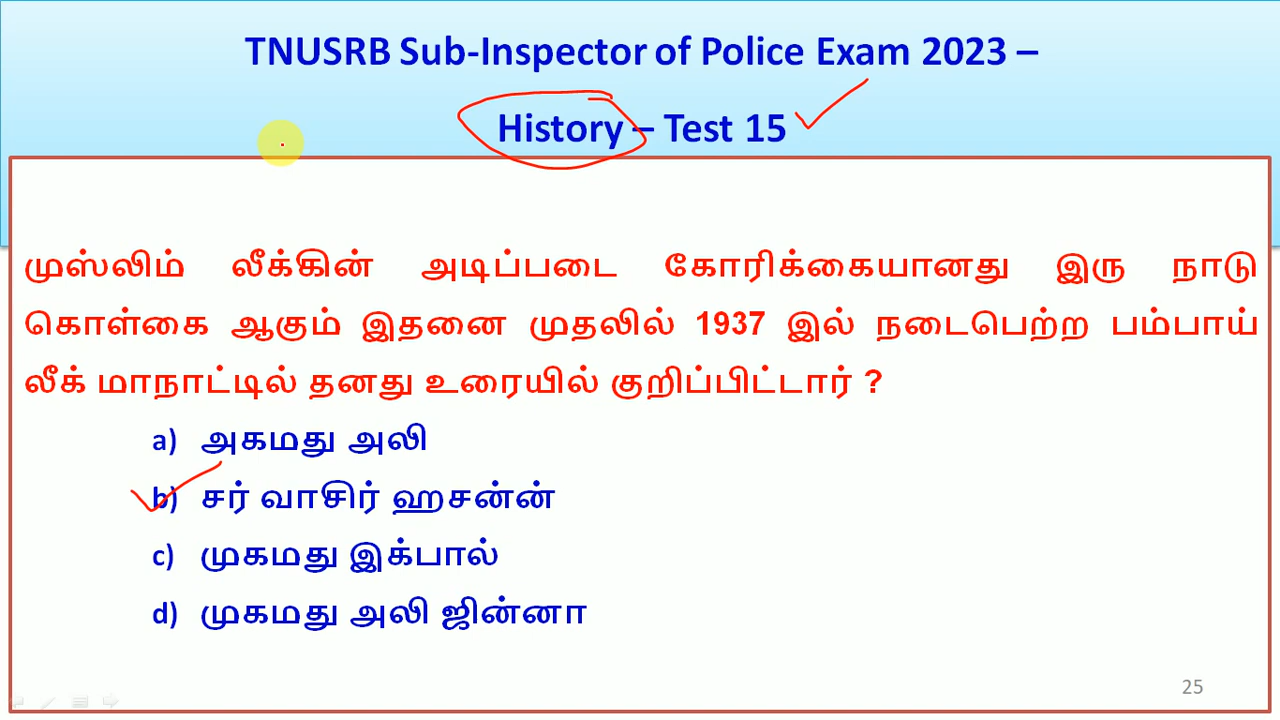 TNUSRB Sub-Inspector of Police Exam 2023 –
History – Test 15
முஸ்லிம் லீக்கின் அடிப்படை கோரிக்கையானது இரு நாடு
கொள்கை ஆகும் இதனை முதலில் 1937 இல் நடைபெற்ற பம்பாய்
லீக் மாநாட்டில் தனது உரையில் குறிப்பிட்டார் ?
a) அகமது அலி
b) சர் வாசிர் ஹசன்ன்
c) முகமது இக்பால்
d) முகமது அலி ஜின்னா
25